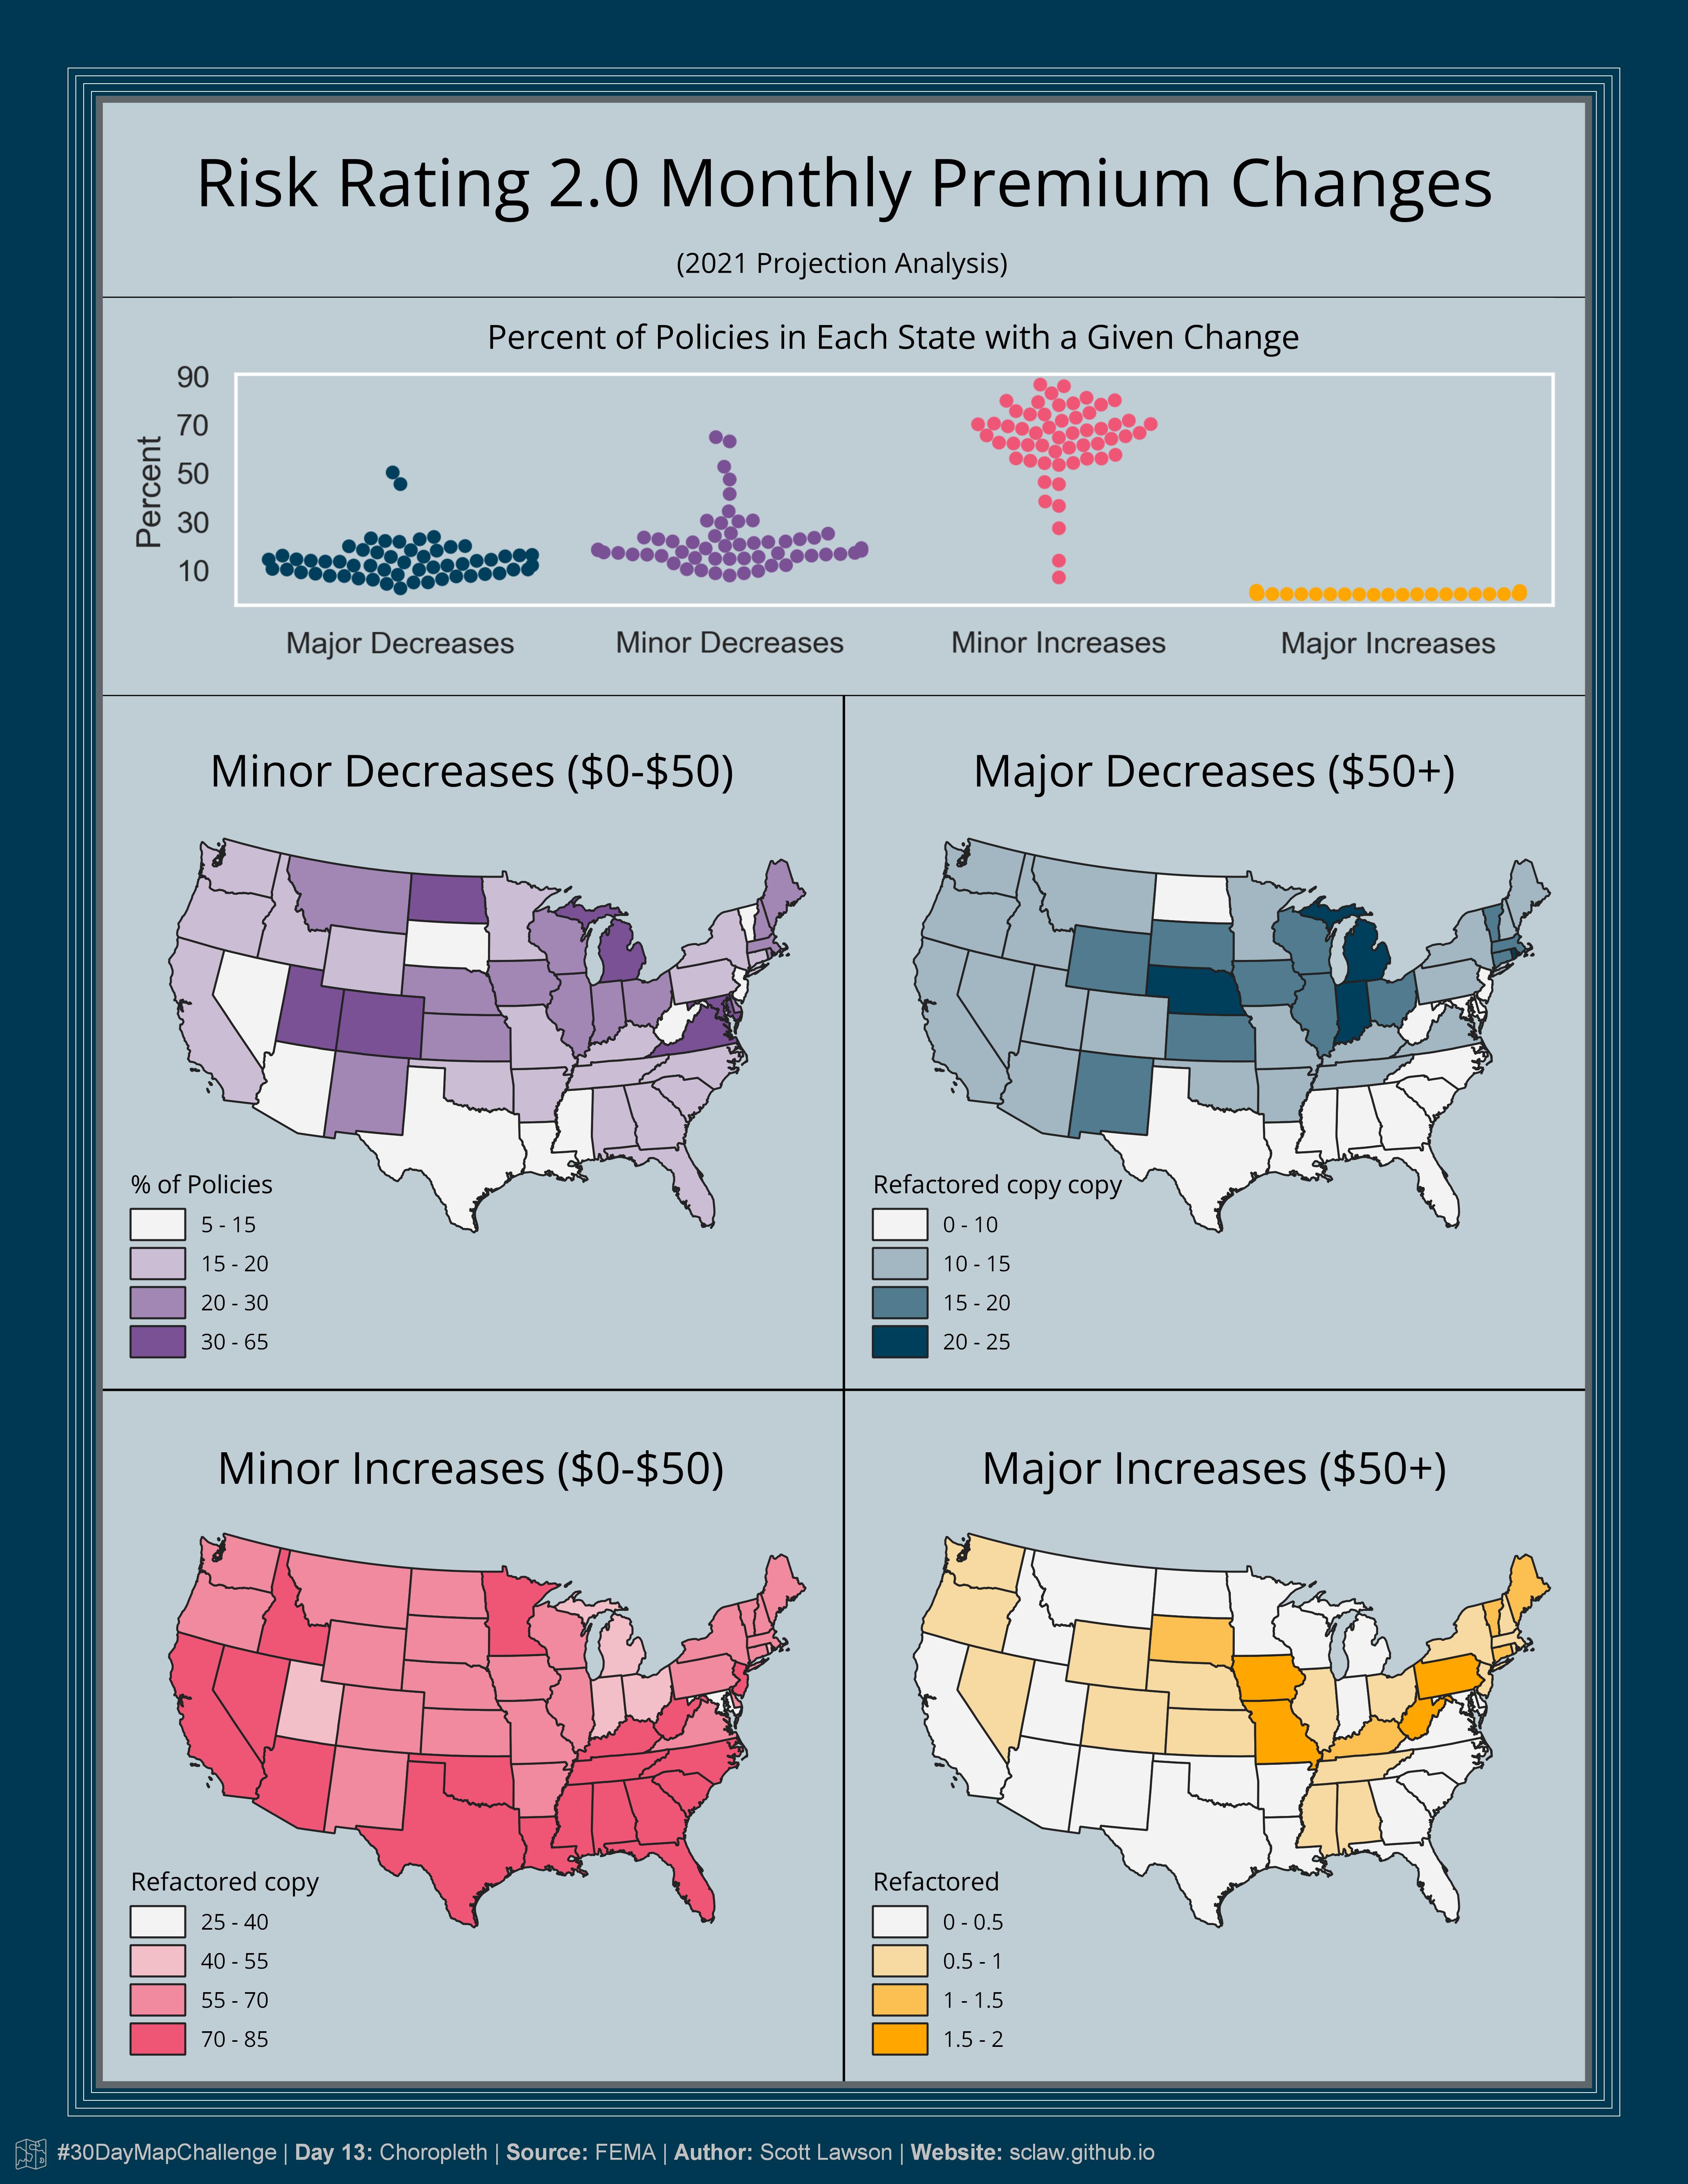 Risk Rating 2.0 Monthly Premium Changes
(2021 Projection Analysis)
Percent of Policies in Each State with a Given Change
Percent
90
70
50
30
10
Major Decreases
Minor Decreases
Minor Increases
Major Increases
Minor Decreases ($0-$50)
% of Policies
5 - 15
15 - 20
20 - 30
30 - 65
Major Decreases ($50+)
Refactored copy copy
0 - 10
10 - 15
15 - 20
20 - 25
Minor Increases ($0-$50)
Refactored copy
25 - 40
40 - 55
55 - 70
70 - 85
Major Increases ($50+)
Refactored
0 - 0.5
0.5 - 1
1 - 1.5
1.5 - 2
#30DayMapChallenge | Day 13: Choropleth | Source: FEMA | Author: Scott Lawson | Website: sclaw.github.io